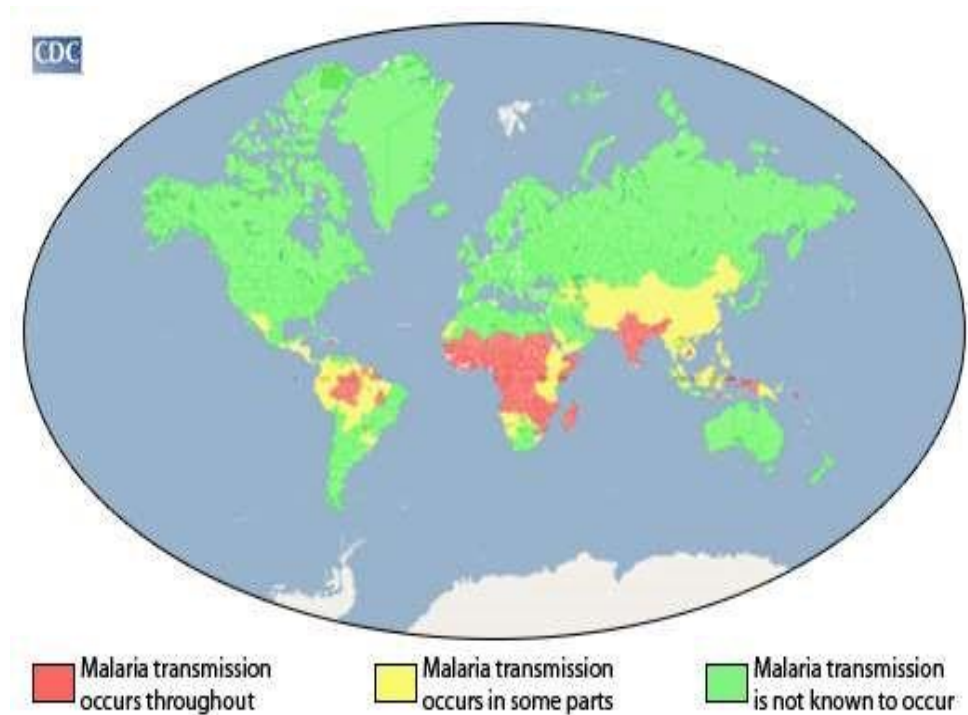 CDC
Malaria transmission
occurs throughout
Malaria transmission
occurs in some parts
Malaria transmission
is not known to occur